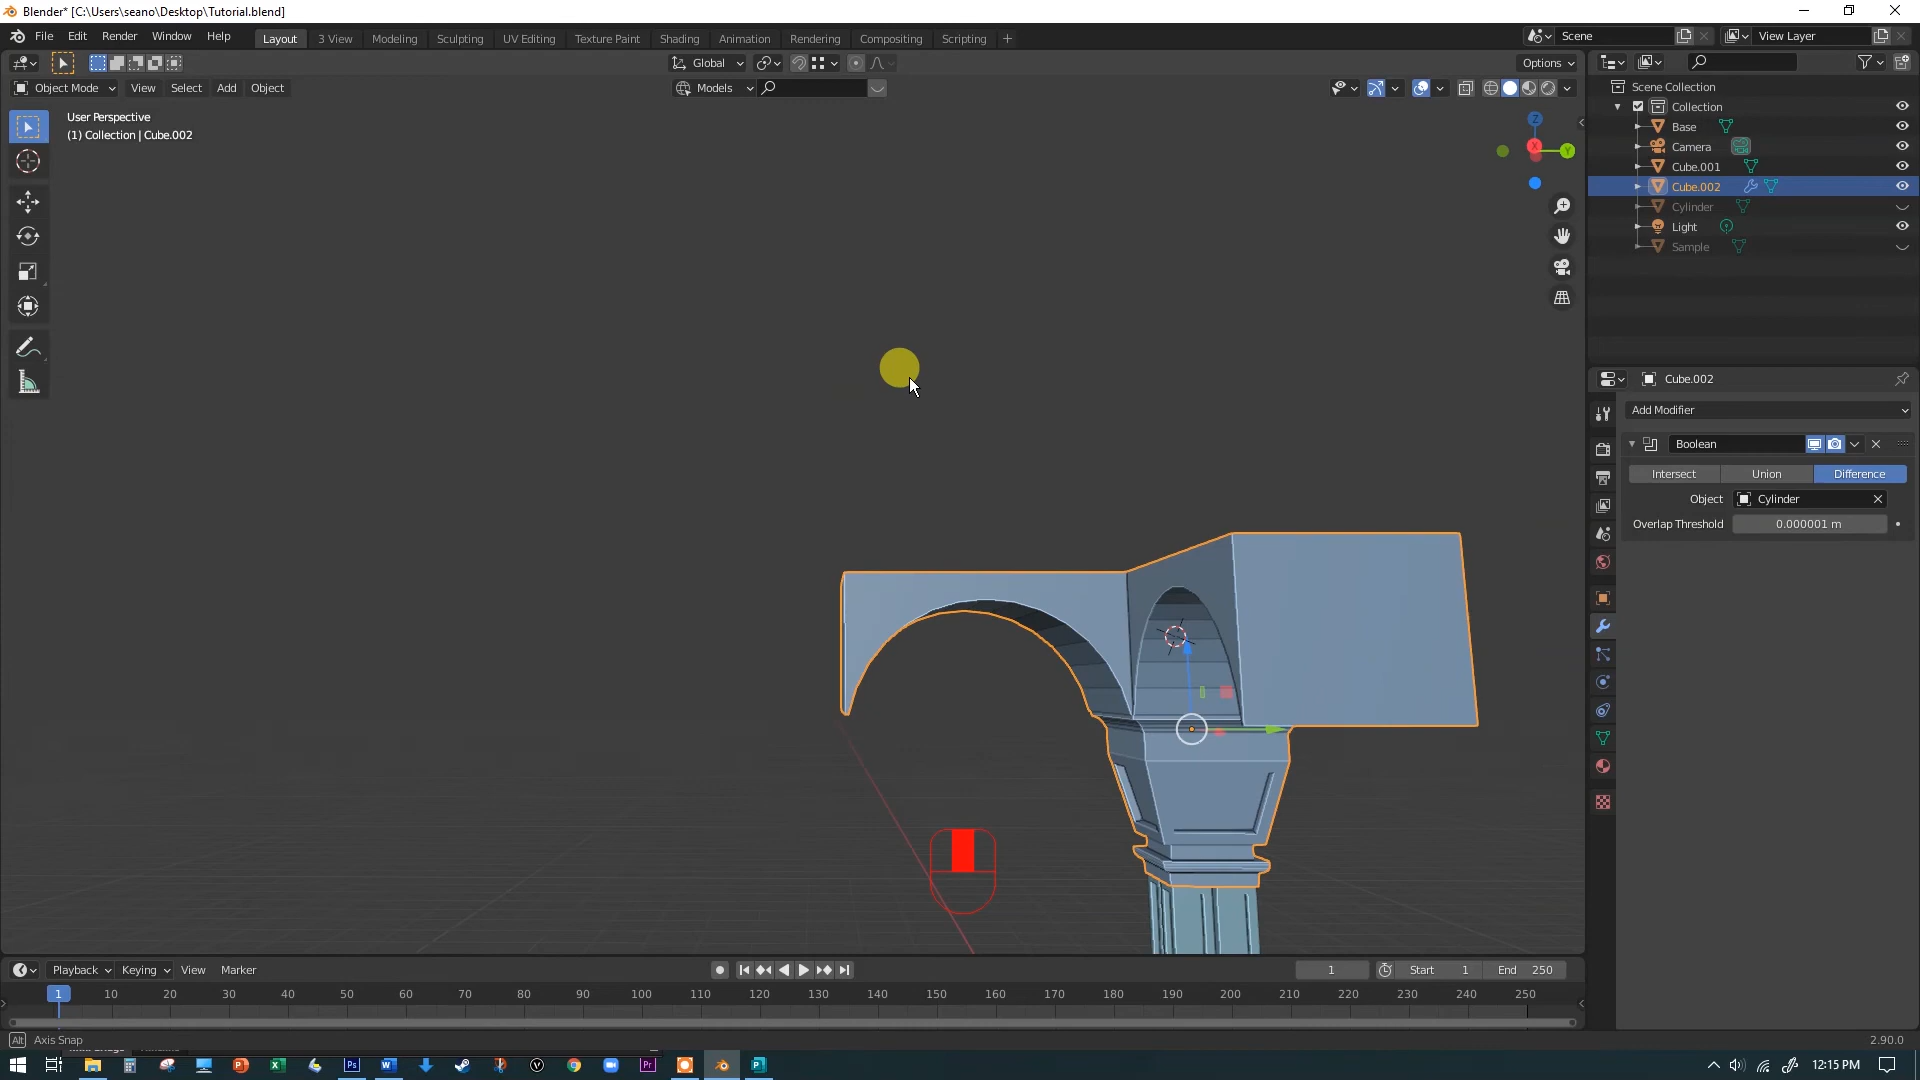 Blender* [C:\Users\seano\Desktop\Tutorial.blend]
File Edit Render Window Help
Layout 3 View Modeling Sculpting UV Editing Texture Paint Shading Animation Rendering Compositing Scripting +
Scene
View Layer
Global
Options
Object Mode View Select Add Object
Models
User Perspective
(1) Collection | Cube.002
Z
X
Y
Scene Collection
Collection
Base
Camera
Cube.001
Cube.002
Cylinder
Light
Sample
Cube.002
Add Modifier
Boolean
Intersect Union Difference
Object Cylinder
Overlap Threshold 0.000001 m
Playback Keying View Marker
1 Start 1 End 250
1 10 20 30 40 50 60 70 80 90 100 110 120 130 140 150 160 170 180 190 200 210 220 230 240 250
Alt Axis Snap
2.90.0
12:15 PM